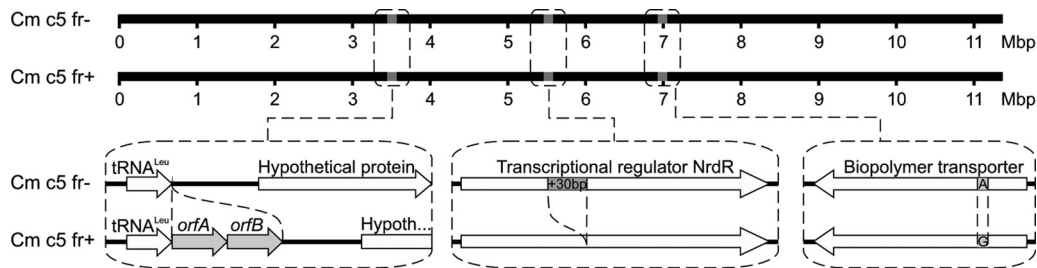 Cm c5 fr-
0 1 2 3 4 5 6 7 8 9 10 11 Mbp
Cm c5 fr+
0 1 2 3 4 5 6 7 8 9 10 11 Mbp
tRNALeu Hypothetical protein Transcriptional regulator NrdR Biopolymer transporter
Cm c5 fr- +30bp A
tRNALeu orfA orfB Hypoth...
Cm c5 fr+ G